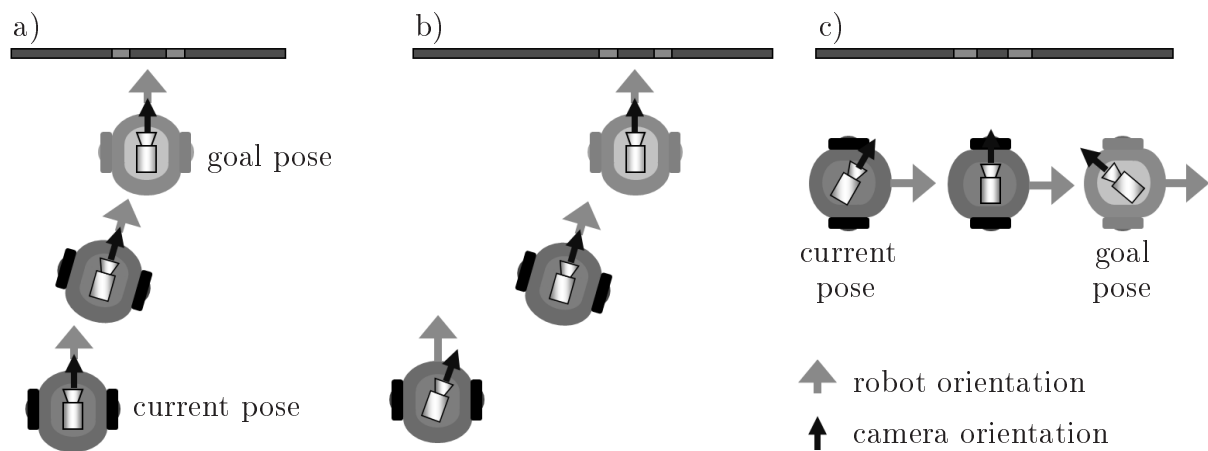 a)
b)
c)
goal pose
current pose
current
pose
goal
pose
robot orientation
camera orientation